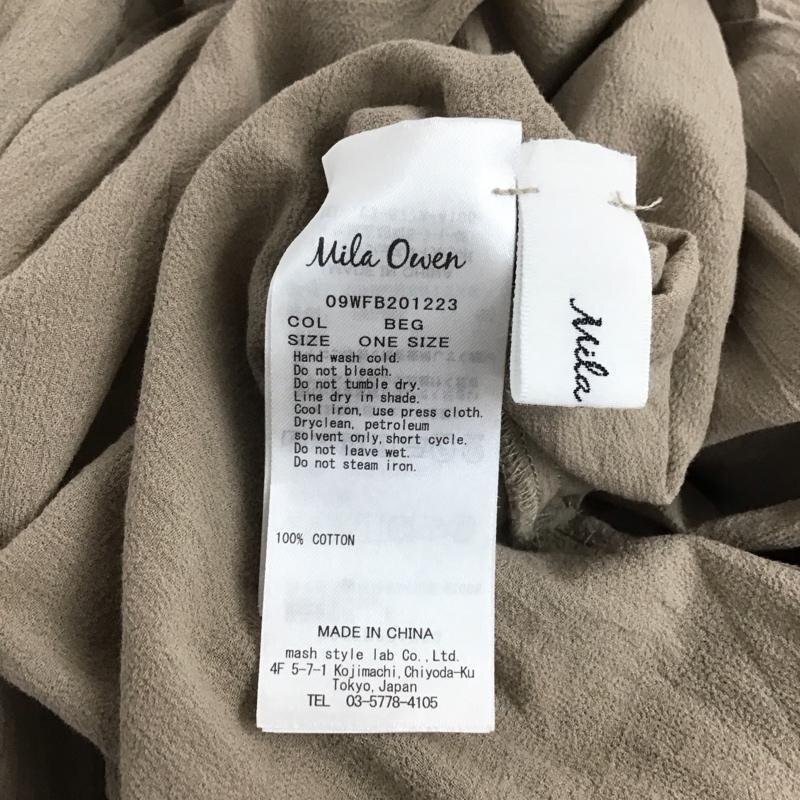 Mila Owen
09WFB201223
COL BEG
SIZE ONE SIZE
Hand wash cold.
Do not bleach.
Do not tumble dry.
Line dry in shade.
Cool iron, use press cloth.
Dryclean, petroleum
solvent only,short cycle.
Do not leave wet.
Do not steam iron.
100% COTTON
MADE IN CHINA
mash style lab Co.,Ltd.
4F 5-7-1 Kojimachi,Chiyoda-Ku
Tokyo,Japan
TEL 03-5778-4105
Mila